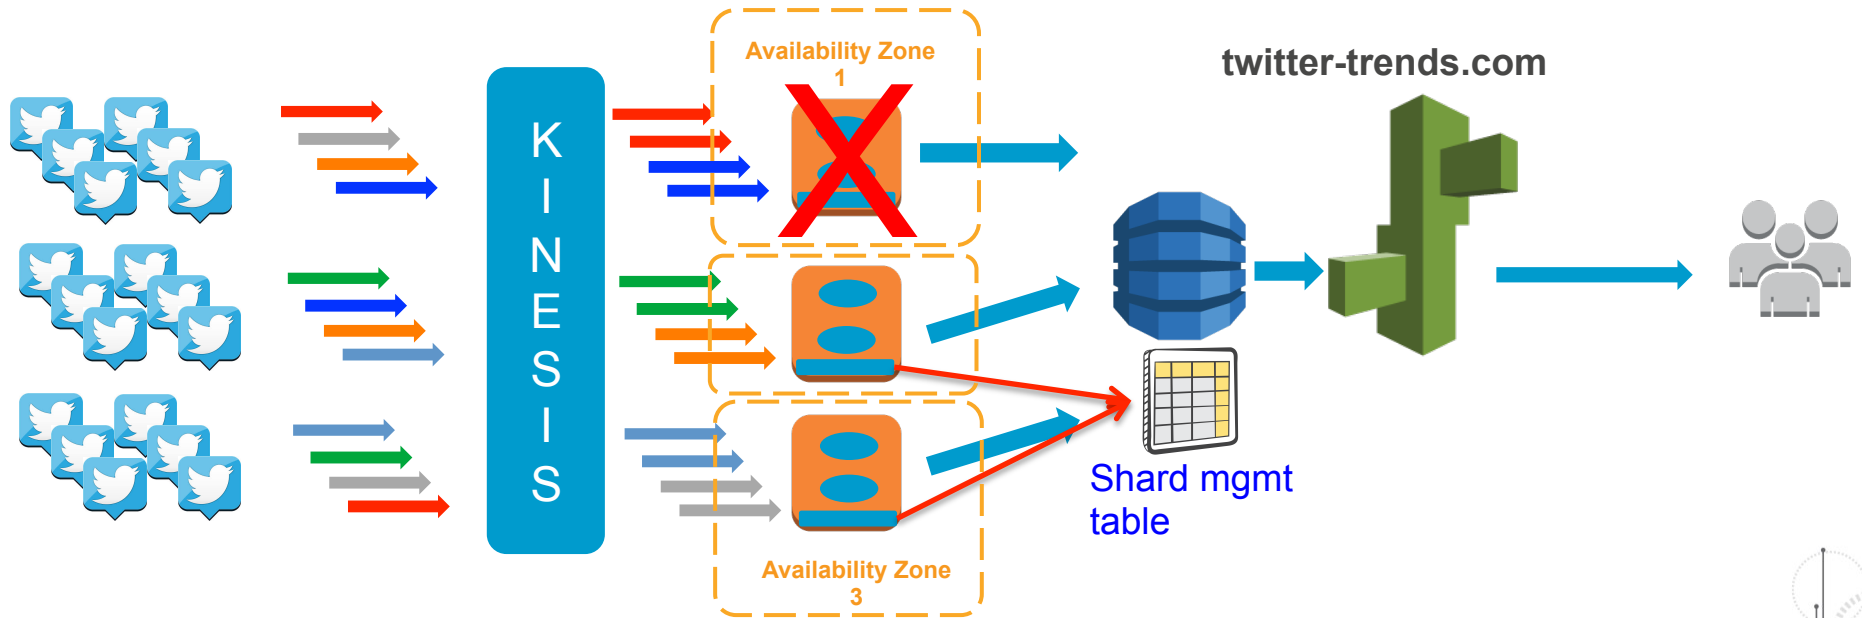 Availability Zone
1
twitter-trends.com
K
I
N
E
S
I
S
Shard mgmt
table
Availability Zone
3